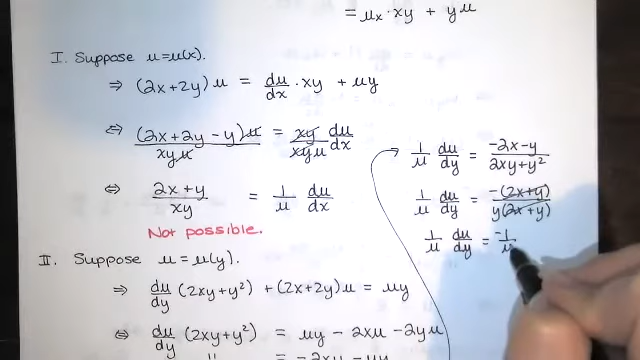 = μₓ · xy + yμ
I. Suppose μ=μ(x).
⇒ (2x+2y)μ = dμ/dx · xy + μy
⇔ (2x+2y-y)μ/xyμ = xy/xyμ dμ/dx
⇔ 2x+y/xy = 1/μ dμ/dx
Not possible.
II. Suppose μ=μ(y).
⇒ dμ/dy (2xy+y²) + (2x+2y)μ = μy
⇔ dμ/dy (2xy+y²) = μy - 2xμ - 2yμ
= -2xμ - μy
1/μ dμ/dy = -2x-y/2xy+y²
1/μ dμ/dy = -(2x+y)/y(2x+y)
1/μ dμ/dy = -1/